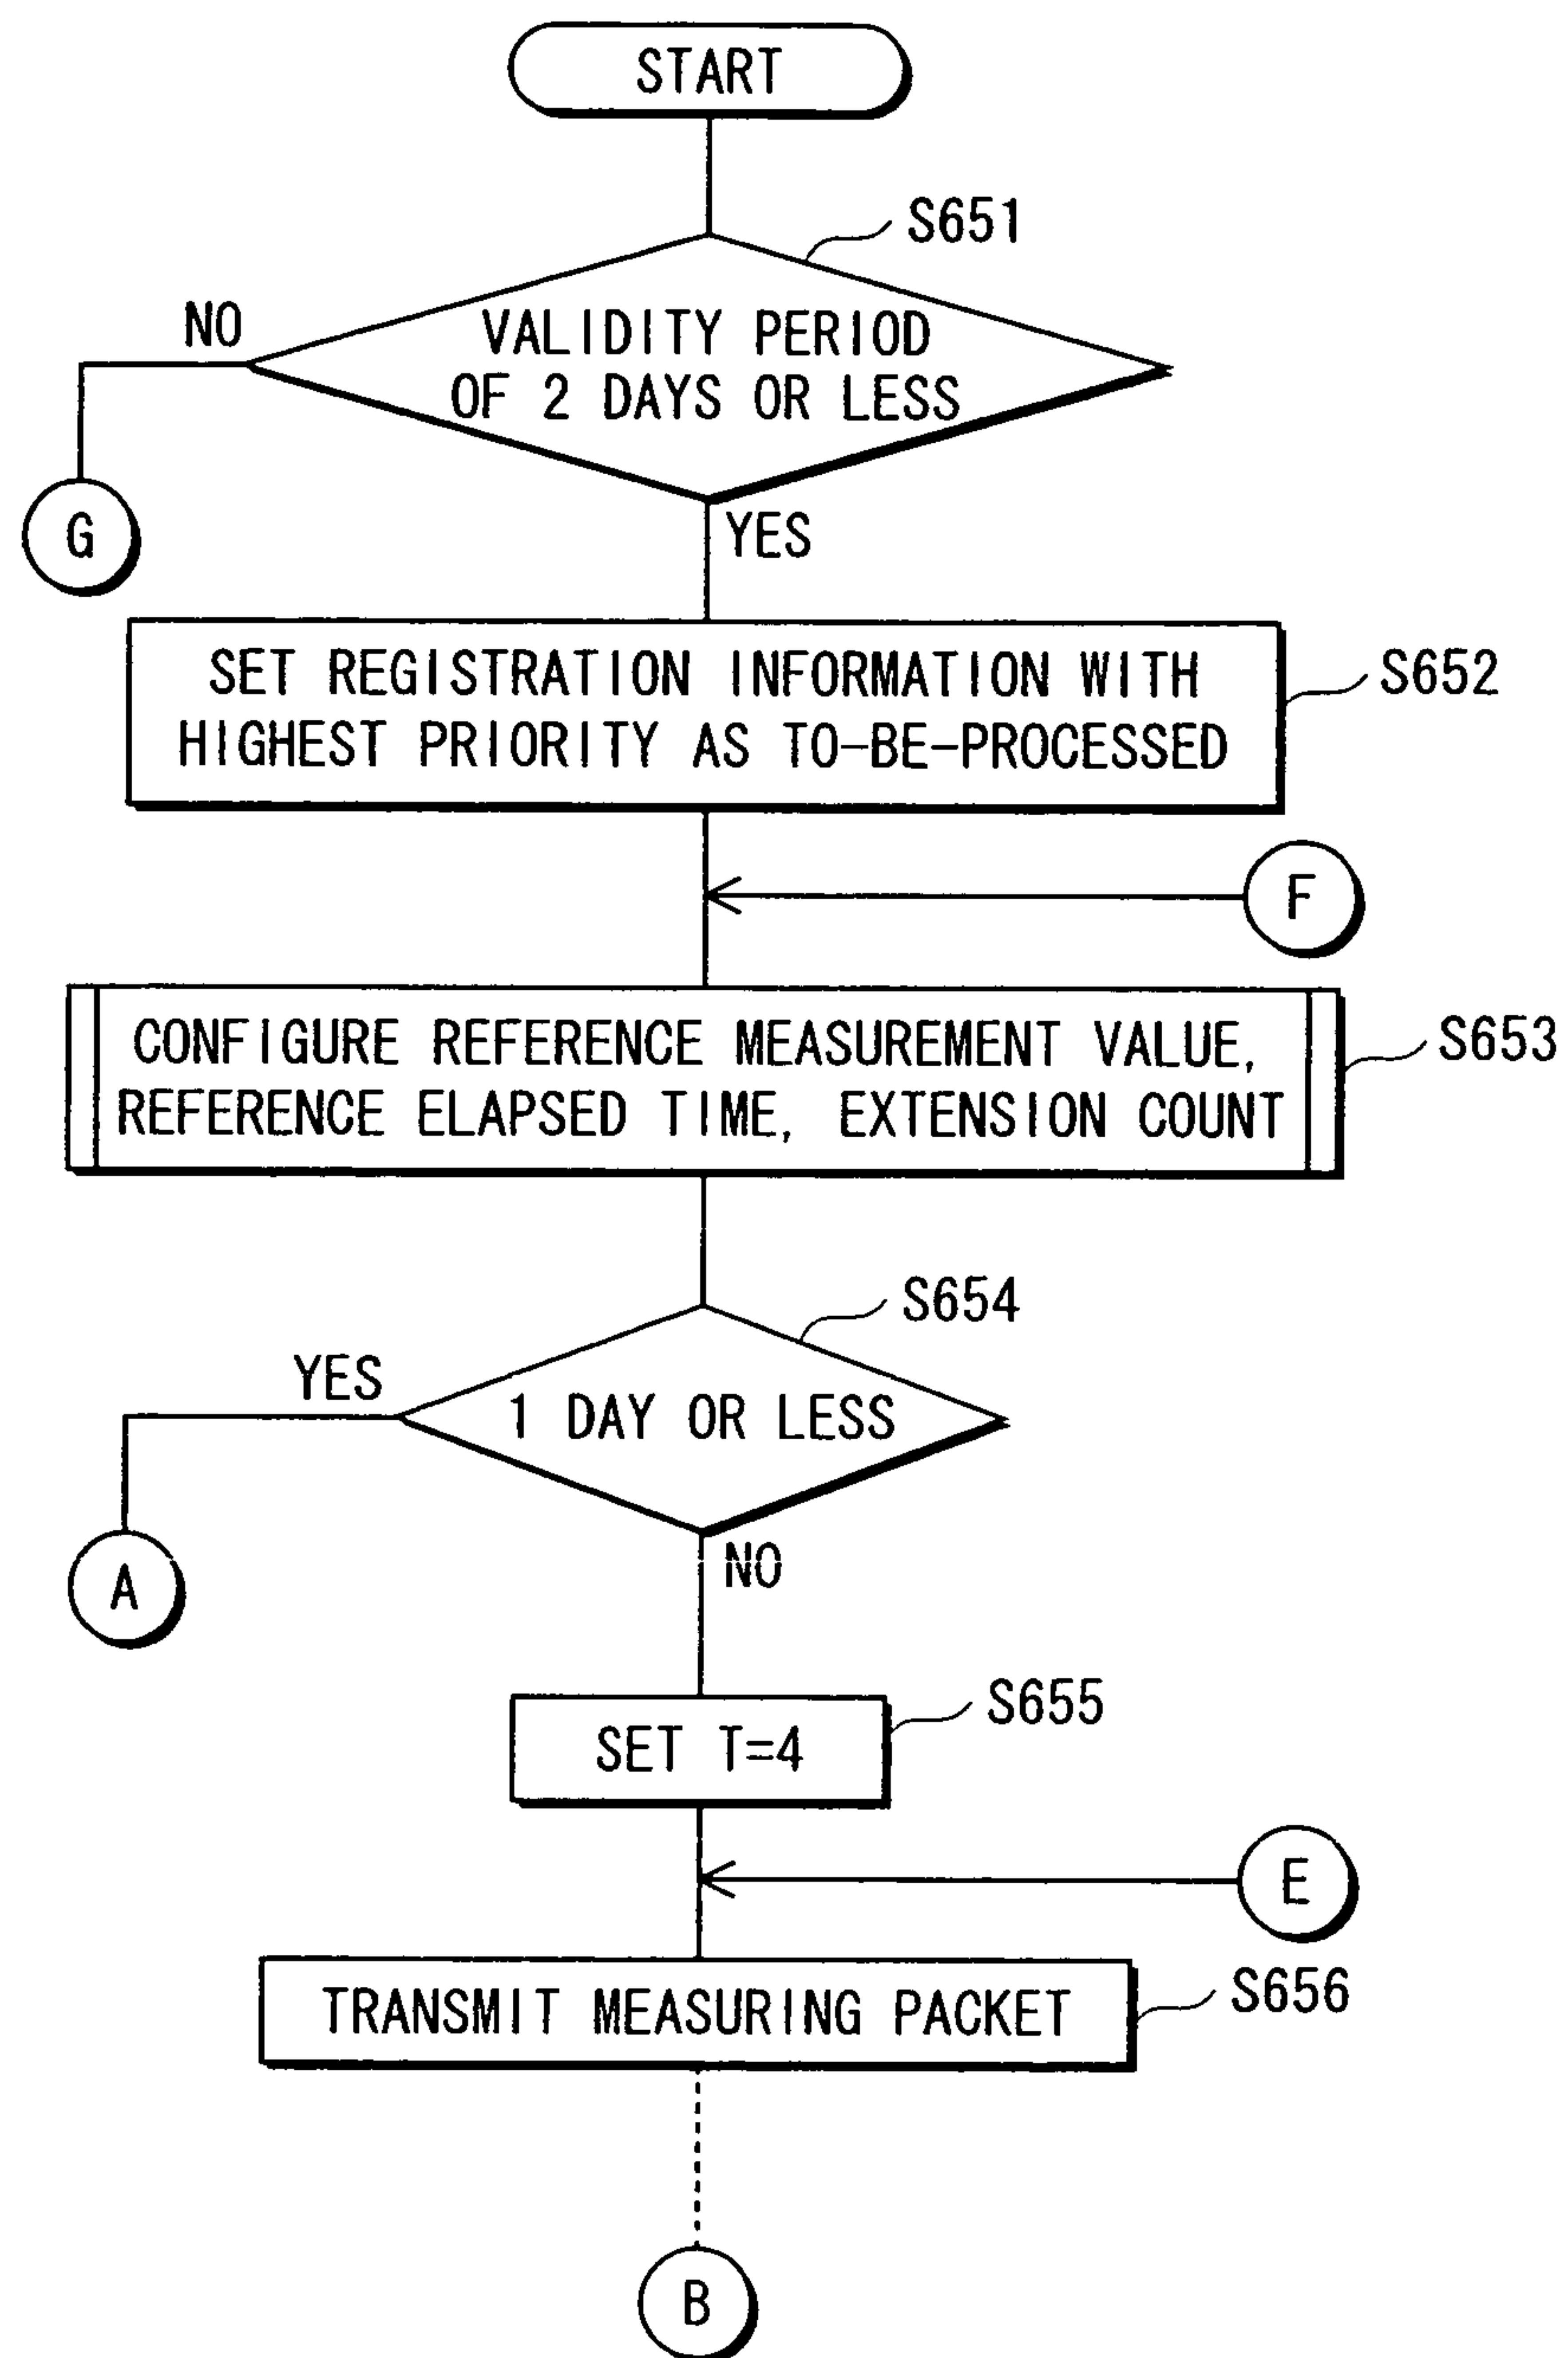 START
S651
NO
VALIDITY PERIOD
OF 2 DAYS OR LESS
G
YES
SET REGISTRATION INFORMATION WITH
HIGHEST PRIORITY AS TO-BE-PROCESSED
S652
F
CONFIGURE REFERENCE MEASUREMENT VALUE,
REFERENCE ELAPSED TIME, EXTENSION COUNT
S653
S654
YES
1 DAY OR LESS
A
NO
S655
SET T=4
E
TRANSMIT MEASURING PACKET
S656
B